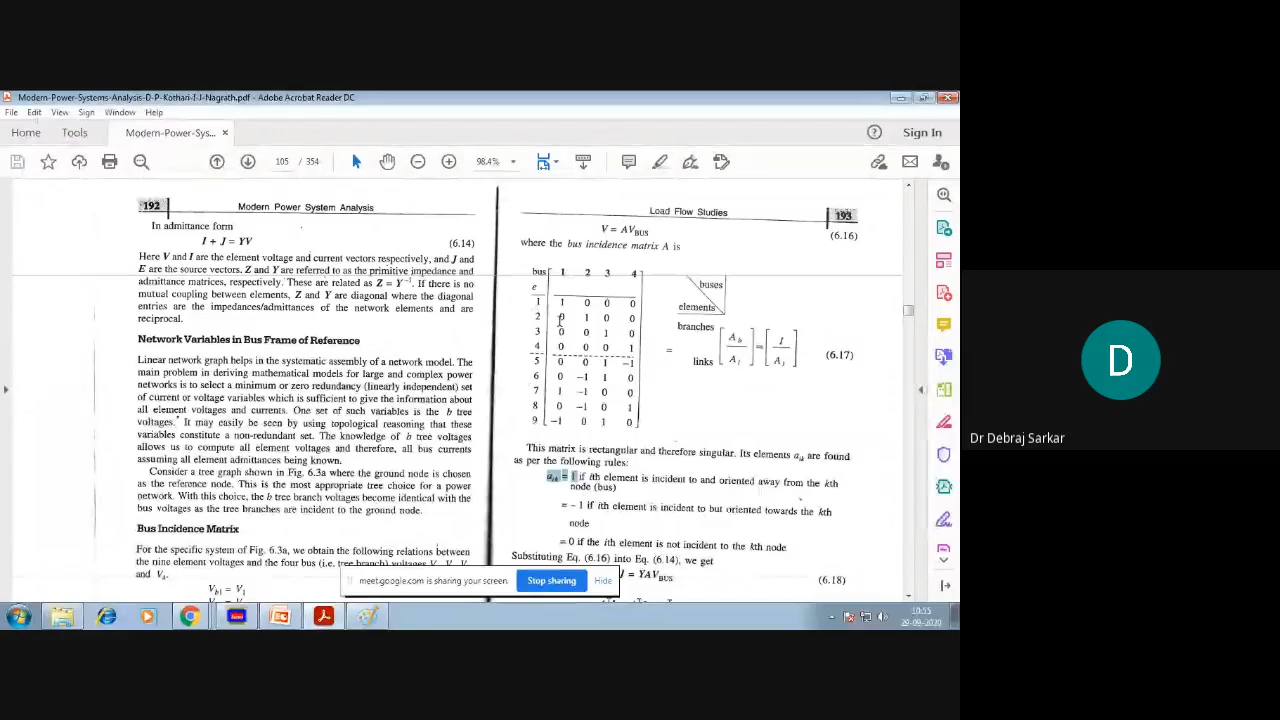 Modern-Power-Systems-Analysis-D-P-Kothari-I-J-Nagrath.pdf - Adobe Acrobat Reader DC
File Edit View Sign Window Help
Home Tools Modern-Power-Sys... × Sign In
105 / 354 98.4%
192 Modern Power System Analysis
In admittance form
I + J = YV (6.14)
Here V and I are the element voltage and current vectors respectively, and J and
E are the source vectors. Z and Y are referred to as the primitive impedance and
admittance matrices, respectively. These are related as Z = Y⁻¹. If there is no
mutual coupling between elements, Z and Y are diagonal where the diagonal
entries are the impedances/admittances of the network elements and are
reciprocal.
Network Variables in Bus Frame of Reference
Linear network graph helps in the systematic assembly of a network model. The
main problem in deriving mathematical models for large and complex power
networks is to select a minimum or zero redundancy (linearly independent) set
of current or voltage variables which is sufficient to give the information about
all element voltages and currents. One set of such variables is the b tree
voltages.* It may easily be seen by using topological reasoning that these
variables constitute a non-redundant set. The knowledge of b tree voltages
allows us to compute all element voltages and therefore, all bus currents
assuming all element admittances being known.
Consider a tree graph shown in Fig. 6.3a where the ground node is chosen
as the reference node. This is the most appropriate tree choice for a power
network. With this choice, the b tree branch voltages become identical with the
bus voltages as the tree branches are incident to the ground node.
Bus Incidence Matrix
For the specific system of Fig. 6.3a, we obtain the following relations between
the nine element voltages and the four bus (i.e. tree branch) voltages
and V₄.
V_b1 = V₁
Load Flow Studies 193
V = AV_BUS (6.16)
where the bus incidence matrix A is
bus 1 2 3 4
e
1 1 0 0 0
2 0 1 0 0
3 0 0 1 0
4 0 0 0 1
5 0 0 1 −1
6 0 −1 1 0
7 1 −1 0 0
8 0 −1 0 1
9 −1 0 1 0
buses
elements
branches
links
= [A_b / A_l] = [I / A_l] (6.17)
This matrix is rectangular and therefore singular. Its elements a_ik are found
as per the following rules:
a_ik = 1 if ith element is incident to and oriented away from the kth
node (bus)
= − 1 if ith element is incident to but oriented towards the kth
node
= 0 if the ith element is not incident to the kth node
Substituting Eq. (6.16) into Eq. (6.14), we get
J = YAV_BUS (6.18)
meet.google.com is sharing your screen. Stop sharing Hide
10:55
29-09-2020
D
Dr Debraj Sarkar